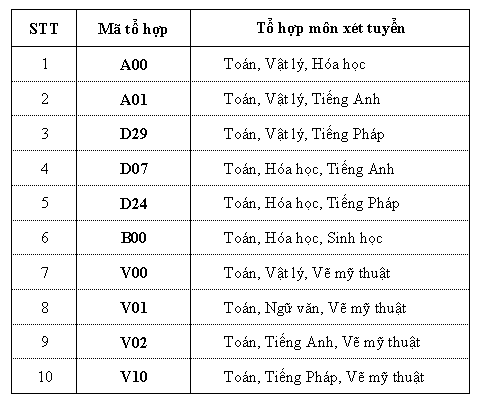 STT Mã tổ hợp Tổ hợp môn xét tuyển
1 A00 Toán, Vật lý, Hóa học
2 A01 Toán, Vật lý, Tiếng Anh
3 D29 Toán, Vật lý, Tiếng Pháp
4 D07 Toán, Hóa học, Tiếng Anh
5 D24 Toán, Hóa học, Tiếng Pháp
6 B00 Toán, Hóa học, Sinh học
7 V00 Toán, Vật lý, Vẽ mỹ thuật
8 V01 Toán, Ngữ văn, Vẽ mỹ thuật
9 V02 Toán, Tiếng Anh, Vẽ mỹ thuật
10 V10 Toán, Tiếng Pháp, Vẽ mỹ thuật